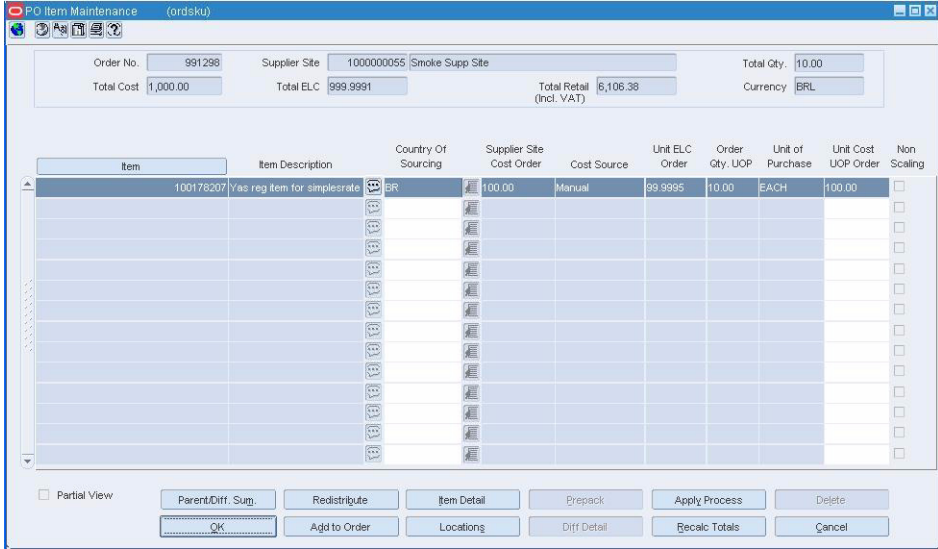 PO Item Maintenance (ordsku)
Order No. 991298 Supplier Site 1000000055 Smoke Supp Site Total Qty. 10.00
Total Cost 1,000.00 Total ELC 999.9991 Total Retail (Incl. VAT) 6,106.38 Currency BRL
Item Item Description Country Of Sourcing Supplier Site Cost Order Cost Source Unit ELC Order Order Qty. UOP Unit of Purchase Unit Cost UOP Order Non Scaling
100178207 Yas reg item for simplesrate BR 100.00 Manual 99.9995 10.00 EACH 100.00
Partial View Parent/Diff. Sum. Redistribute Item Detail Prepack Apply Process Delete
OK Add to Order Locations Diff Detail Recalc Totals Cancel